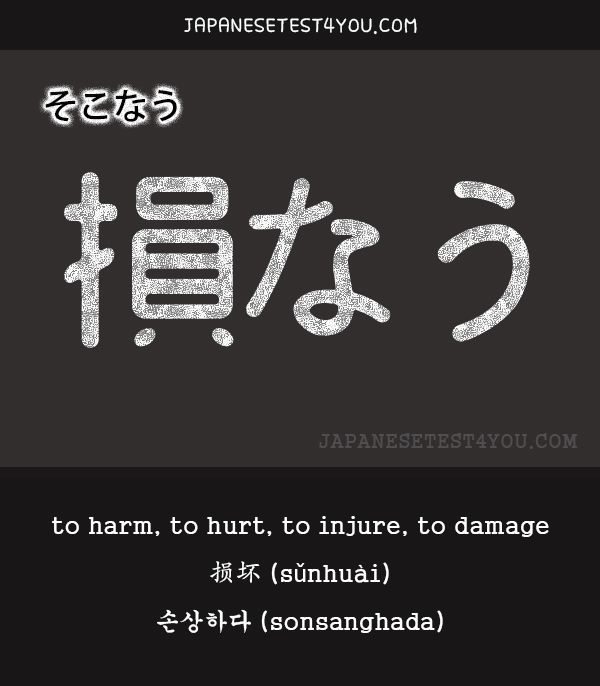 JAPANESETEST4YOU.COM
そこなう
損なう
JAPANESETEST4YOU.COM
to harm, to hurt, to injure, to damage
损坏 (sǔnhuài)
손상하다 (sonsanghada)